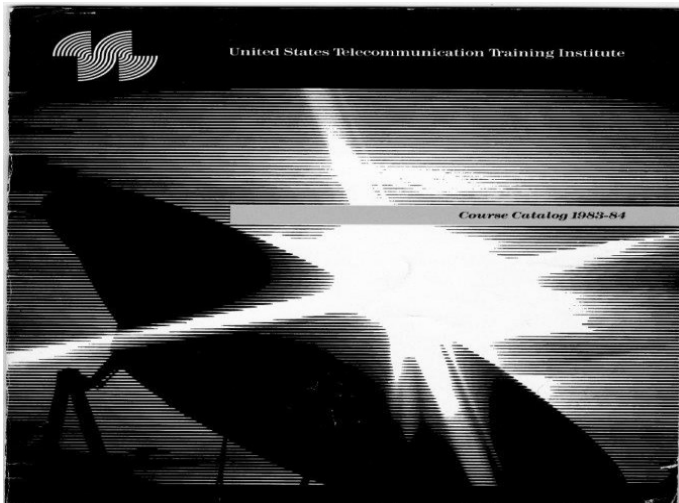 United States Telecommunication Training Institute
Course Catalog 1983-84